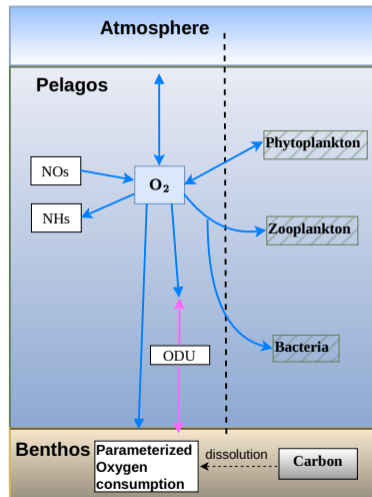 Atmosphere
Pelagos
Phytoplankton
NOs
O₂
NHs
Zooplankton
ODU
Bacteria
Benthos
Parameterized
Oxygen
consumption
dissolution
Carbon